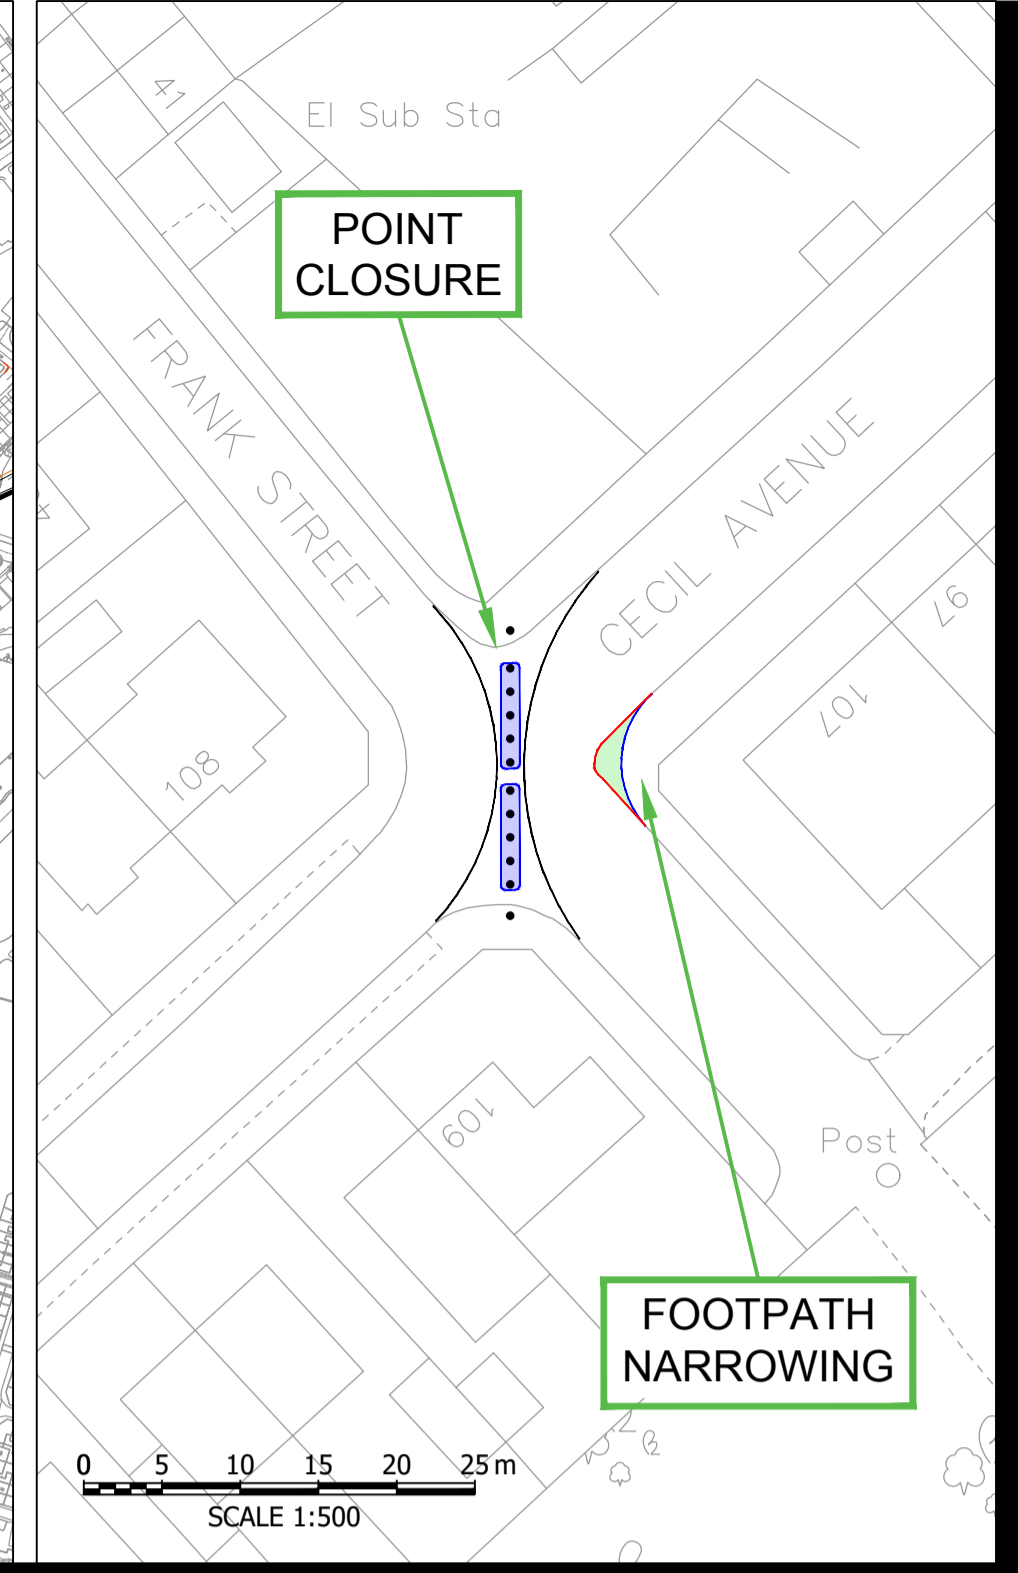 41
El Sub Sta
POINT
CLOSURE
FRANK STREET
CECIL AVENUE
97
107
108
109
Post
FOOTPATH
NARROWING
0 5 10 15 20 25 m
SCALE 1:500